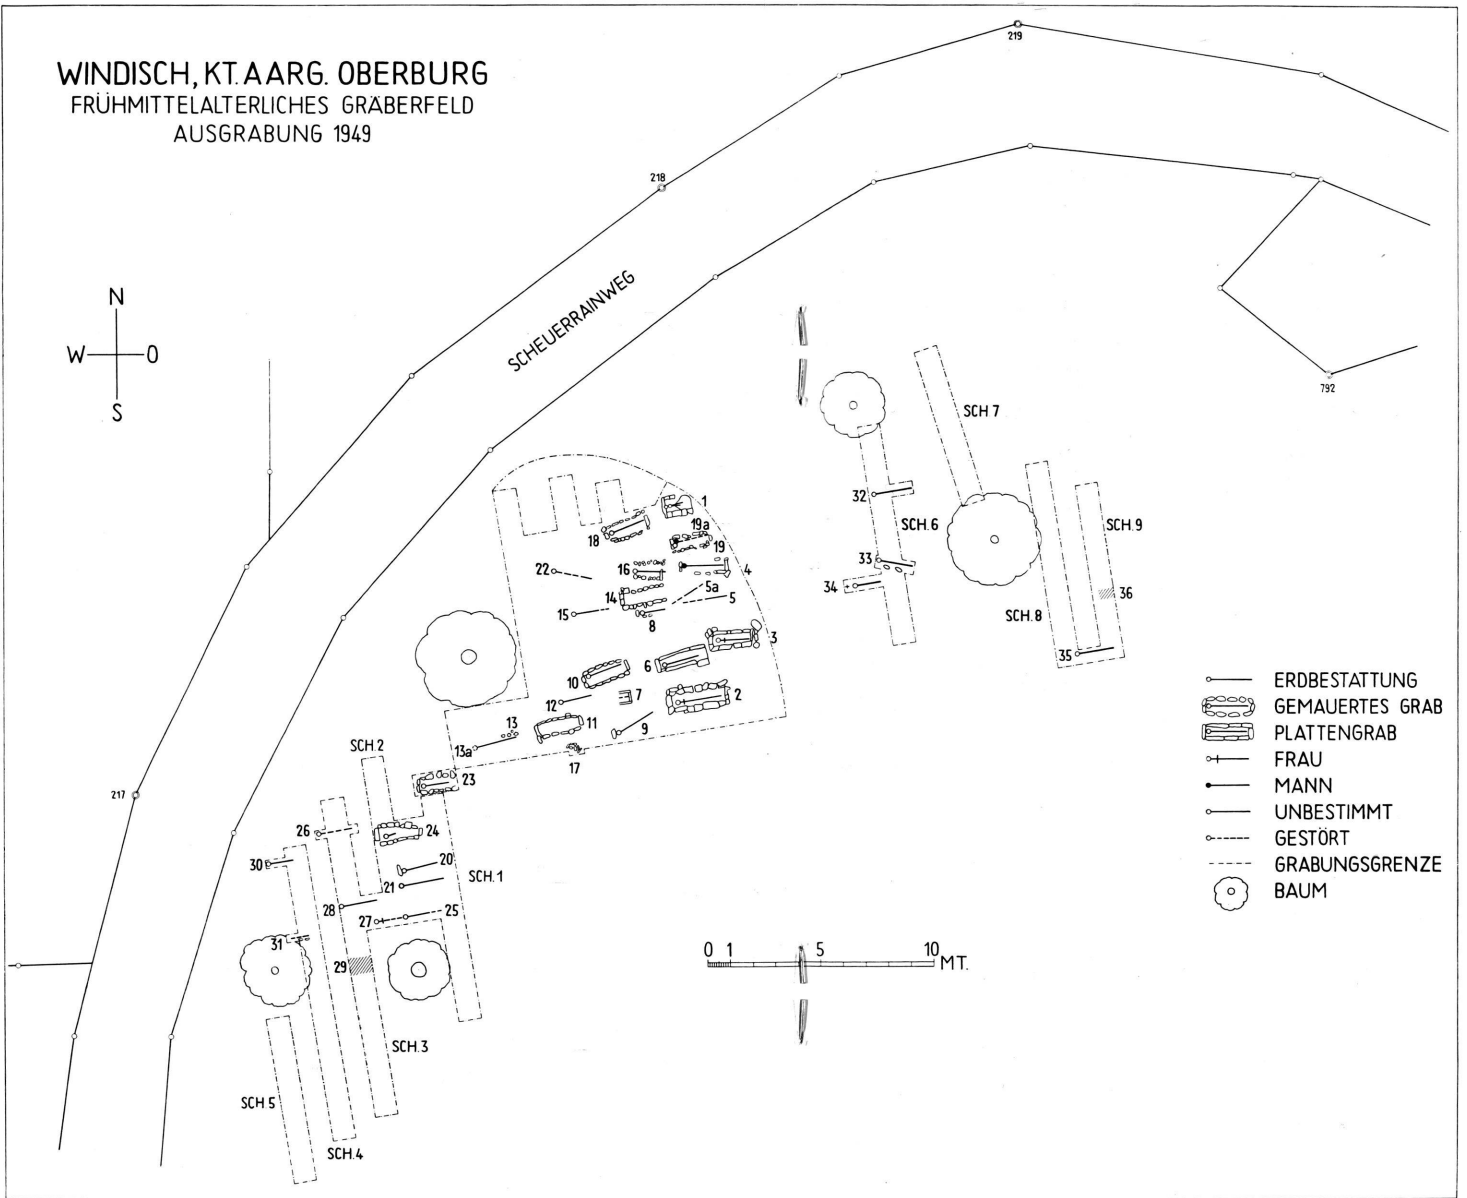 WINDISCH, KT. AARG. OBERBURG
FRÜHMITTELALTERLICHES GRÄBERFELD
AUSGRABUNG 1949
219
218
SCHEUERRAINWEG
N
W
O
S
792
SCH 7
1
32
19a
18
19
SCH.6
SCH.9
22
16
4
33
14
5a
34
36
15
5
8
SCH.8
3
35
6
10
7
2
12
11
9
13
13a
SCH.2
17
23
217
26
24
30
20
SCH.1
21
28
27
25
31
29
0 1 5 10 MT.
SCH.3
SCH.5
SCH.4
ERDBESTATTUNG
GEMAUERTES GRAB
PLATTENGRAB
FRAU
MANN
UNBESTIMMT
GESTÖRT
GRABUNGSGRENZE
BAUM